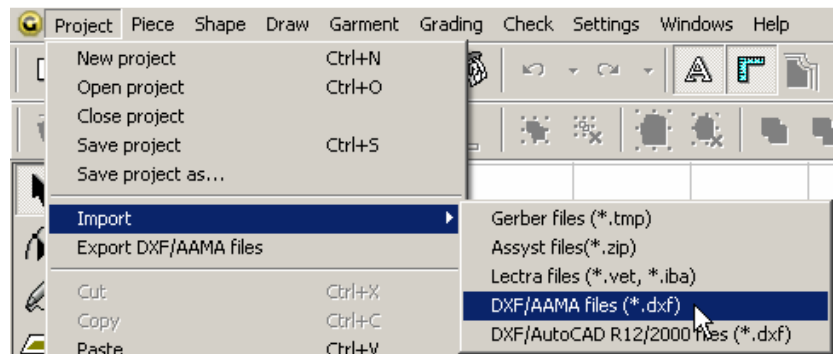 Project Piece Shape Draw Garment Grading Check Settings Windows Help
New project Ctrl+N
Open project Ctrl+O
Close project
Save project Ctrl+S
Save project as...
Import
Export DXF/AAMA files
Cut Ctrl+X
Copy Ctrl+C
Paste Ctrl+V
Gerber files (*.tmp)
Assyst files(*.zip)
Lectra files (*.vet, *.iba)
DXF/AAMA files (*.dxf)
DXF/AutoCAD R12/2000 files (*.dxf)